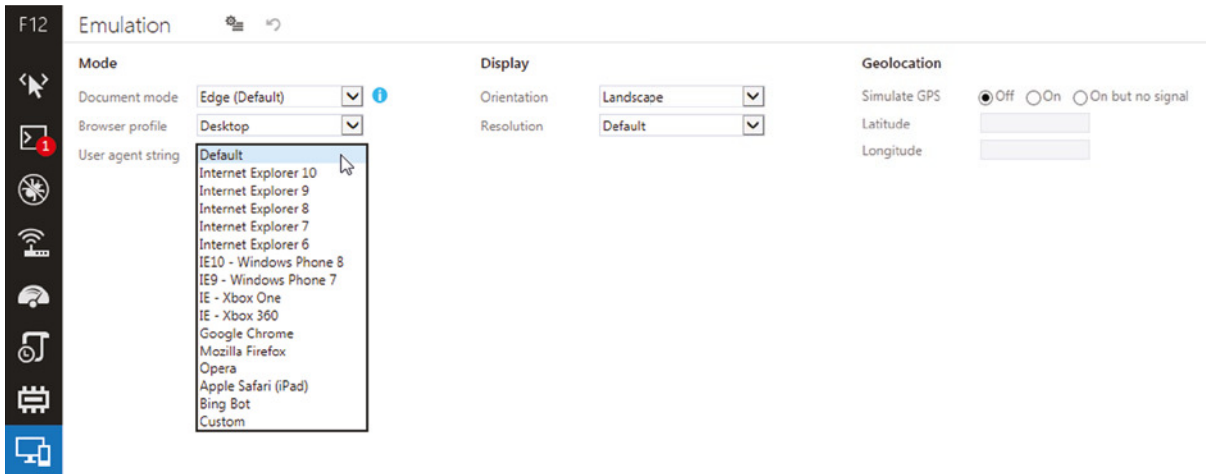 F12 Emulation
Mode
Document mode Edge (Default)
Browser profile Desktop
User agent string
Default
Internet Explorer 10
Internet Explorer 9
Internet Explorer 8
Internet Explorer 7
Internet Explorer 6
IE10 - Windows Phone 8
IE9 - Windows Phone 7
IE - Xbox One
IE - Xbox 360
Google Chrome
Mozilla Firefox
Opera
Apple Safari (iPad)
Bing Bot
Custom
1
Display
Orientation Landscape
Resolution Default
Geolocation
Simulate GPS Off On On but no signal
Latitude
Longitude